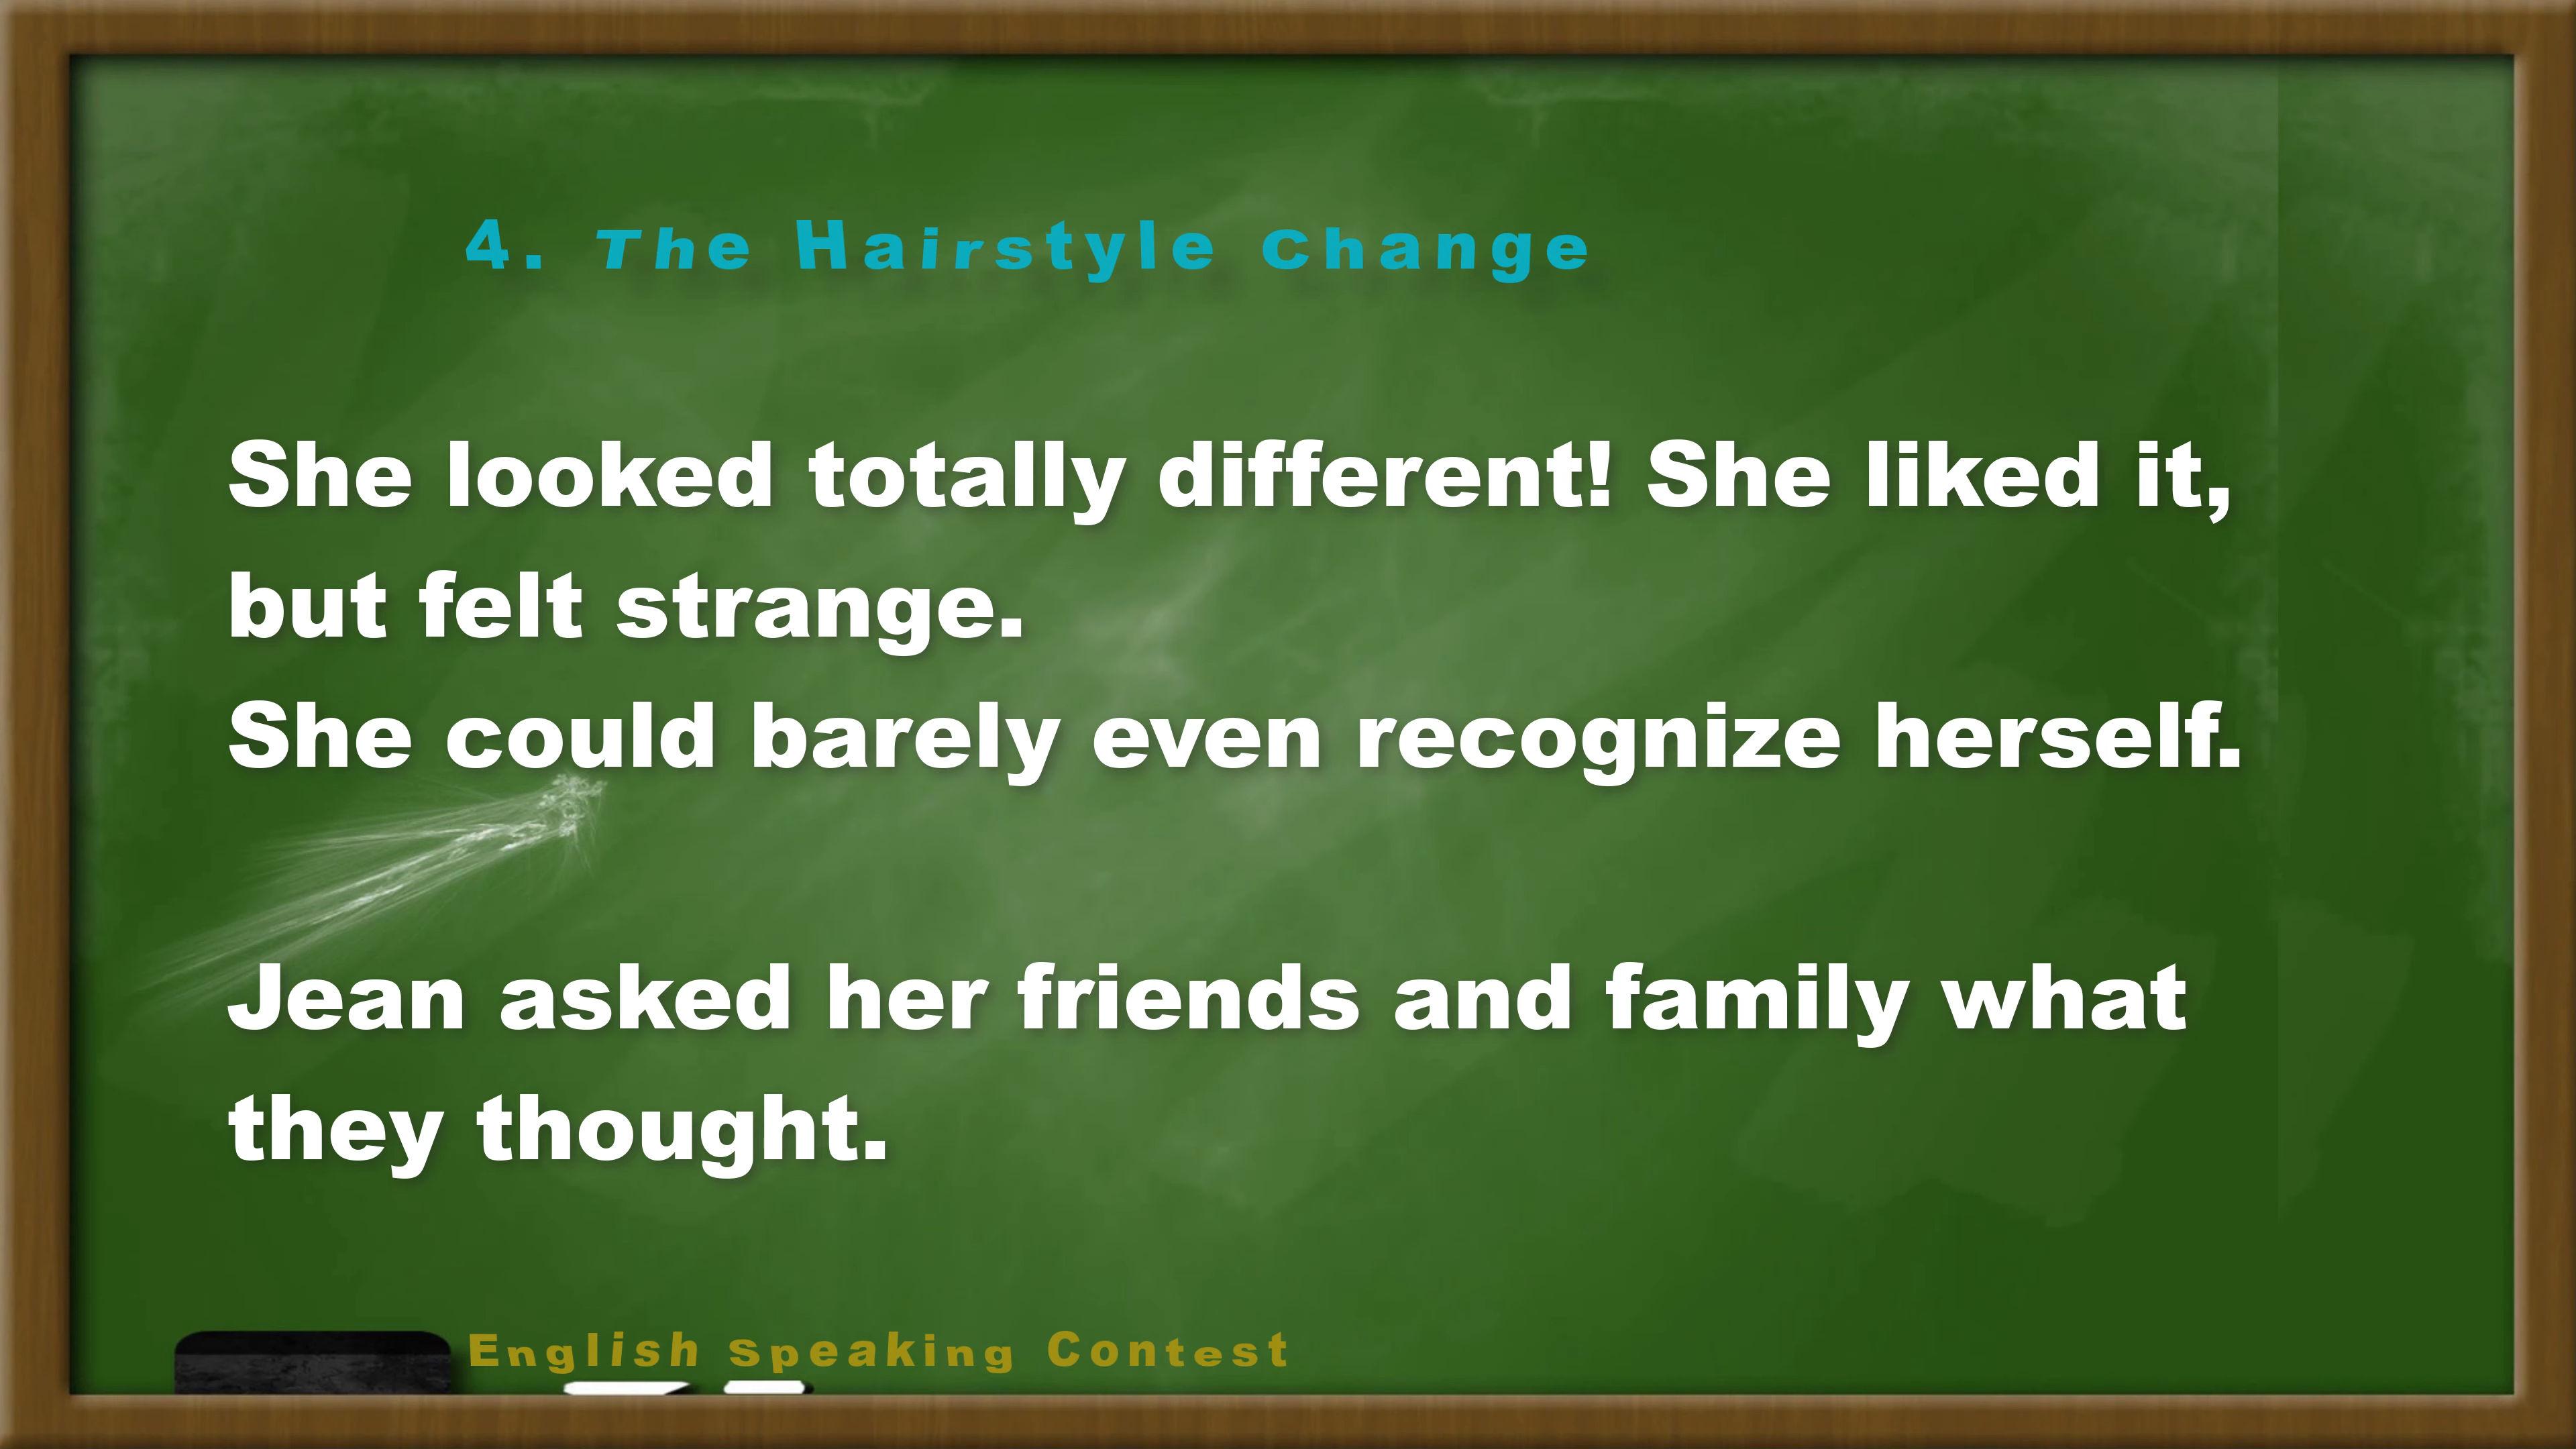 4. The Hairstyle Change
She looked totally different! She liked it,
but felt strange.
She could barely even recognize herself.
Jean asked her friends and family what
they thought.
English Speaking Contest